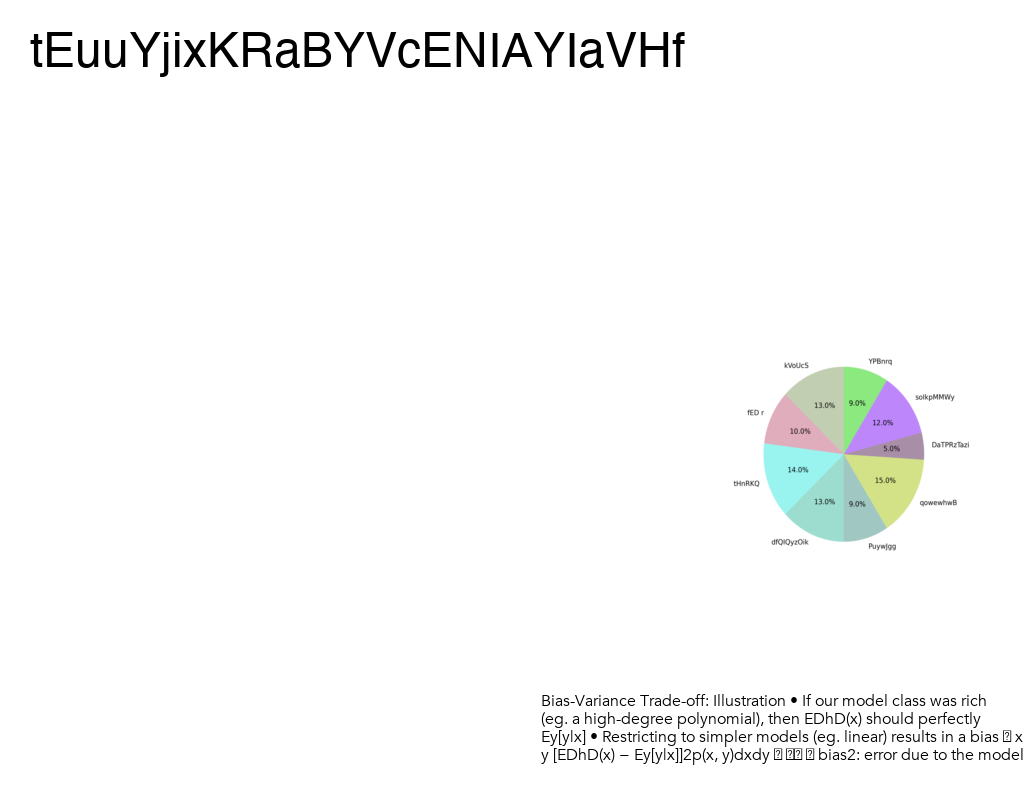 tEuuYjixKRaBYVcENIAYIaVHf
YPBnrq
kVoUcS
solkpMMWy
9.0%
13.0%
fED r
12.0%
10.0%
DaTPRzTazi
5.0%
14.0%
15.0%
tHnRKQ
qowewhwB
13.0%
9.0%
dfQIQyzOik
PuywJgg
Bias-Variance Trade-off: Illustration • If our model class was rich
(eg. a high-degree polynomial), then EDhD(x) should perfectly
Ey[y|x] • Restricting to simpler models (eg. linear) results in a bias x
y [EDhD(x) − Ey[y|x]]2p(x, y)dxdy bias2: error due to the model